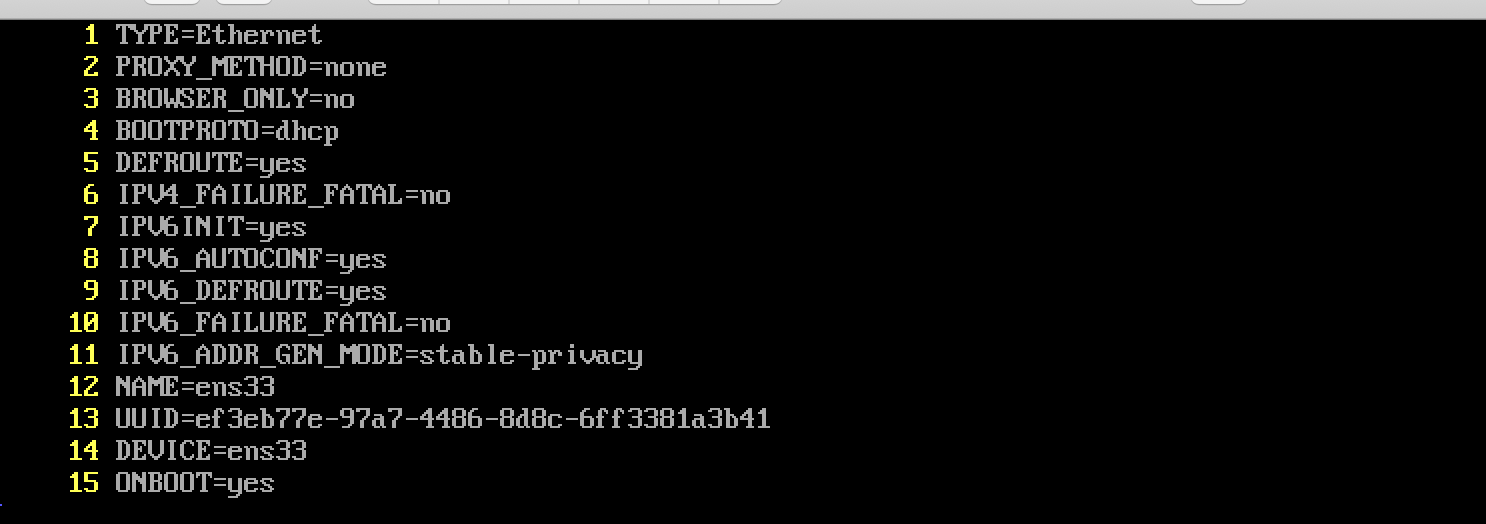 1 TYPE=Ethernet
2 PROXY_METHOD=none
3 BROWSER_ONLY=no
4 BOOTPROTO=dhcp
5 DEFROUTE=yes
6 IPV4_FAILURE_FATAL=no
7 IPV6INIT=yes
8 IPV6_AUTOCONF=yes
9 IPV6_DEFROUTE=yes
10 IPV6_FAILURE_FATAL=no
11 IPV6_ADDR_GEN_MODE=stable-privacy
12 NAME=ens33
13 UUID=ef3eb77e-97a7-4486-8d8c-6ff3381a3b41
14 DEVICE=ens33
15 ONBOOT=yes